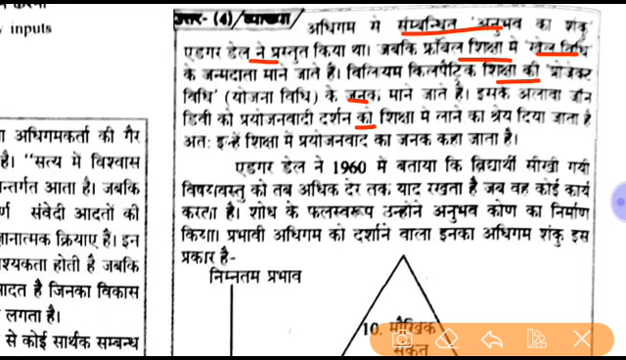 inputs
ा अधिगमकर्ता की गैर
है। "सत्य में विश्वास
न्तर्गत आता है। जबकि
र्ण संवेदी आदतों की
ज्ञानात्मक क्रियाए हैं। इन
श्यकता होती है जबकि
आदत है जिनका विकास
लगता है।
से कोई सार्थक सम्बन्ध
उत्तर- (4)/व्याख्या/ अधिगम में संम्बन्धित 'अनुभव का शंकु'
एडगर डेल ने प्रस्तुत किया था। जबकि फ्रॉबल शिक्षा में 'खेल विधि'
के जन्मदाता माने जाते हैं। विलियम किलपैट्रिक शिक्षा की 'प्रोजेक्ट
विधि' (योजना विधि) के जनक माने जाते हैं। इसके अलावा जॉन
डिवी को प्रयोजनवादी दर्शन को शिक्षा में लाने का श्रेय दिया जाता है
अतः इन्हें शिक्षा में प्रयोजनवाद का जनक कहा जाता है।
एडगर डेल ने 1960 में बताया कि विद्यार्थी सीखी गयी
विषयवस्तु को तब अधिक देर तक याद रखता है जब वह कोई कार्य
करता है। शोध के फलस्वरूप उन्होंने अनुभव कोण का निर्माण
किया। प्रभावी अधिगम को दर्शाने वाला इनका अधिगम शंकु इस
प्रकार है-
निम्नतम प्रभाव
10. मौखिक
संकेत